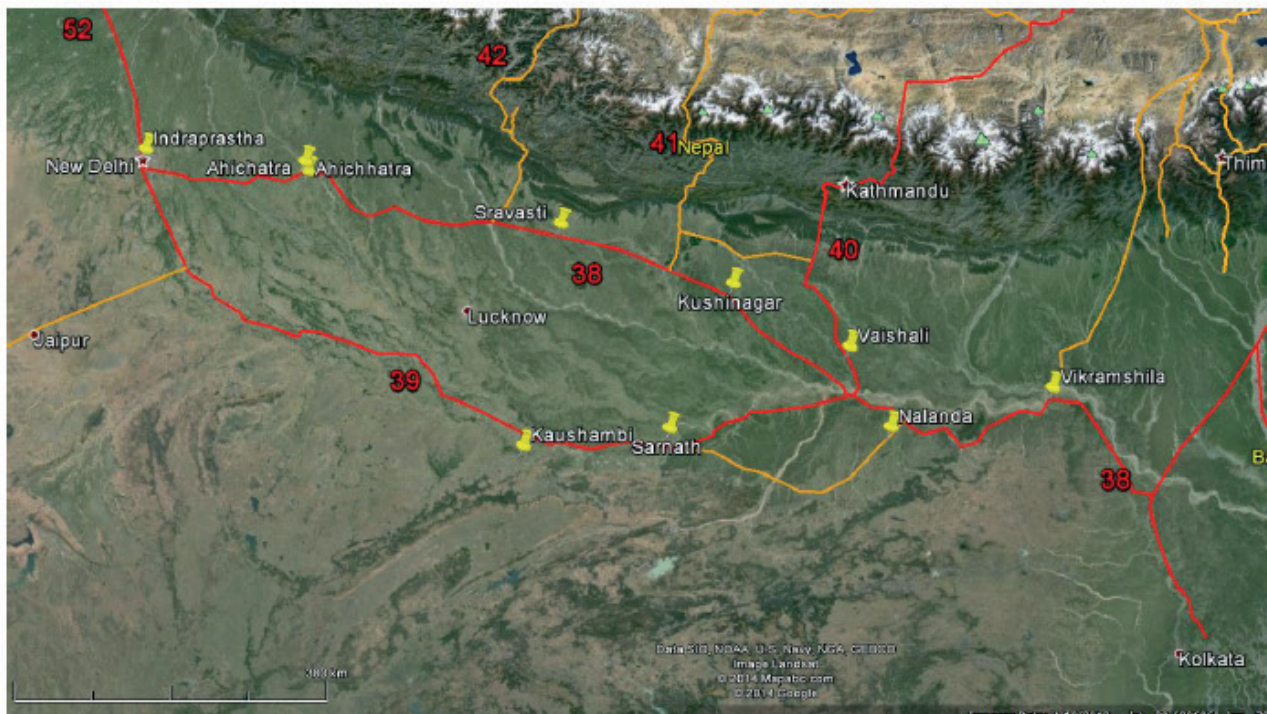 52
42
Indraprastha
New Delhi
Ahichatra
Ahichhatra
41
Nepal
Thim
Kathmandu
Sravasti
38
40
Kushinagar
Lucknow
Jaipur
Vaishali
39
Vikramshila
Kaushambi
Nalanda
Sarnath
Ba
38
383 km
Data SIO, NOAA, U.S. Navy, NGA, GEBCO
Image Landsat
© 2014 Mapabc.com
© 2014 Google
Kolkata